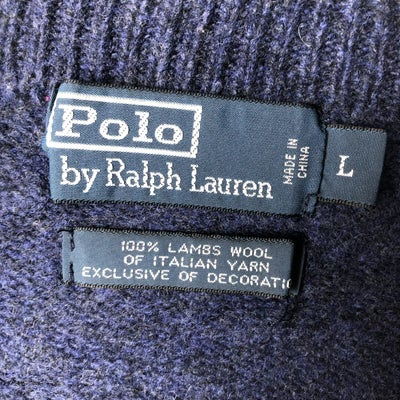 Polo
by Ralph Lauren
MADE IN
CHINA
L
100% LAMBS WOOL
OF ITALIAN YARN
EXCLUSIVE OF DECORATIO